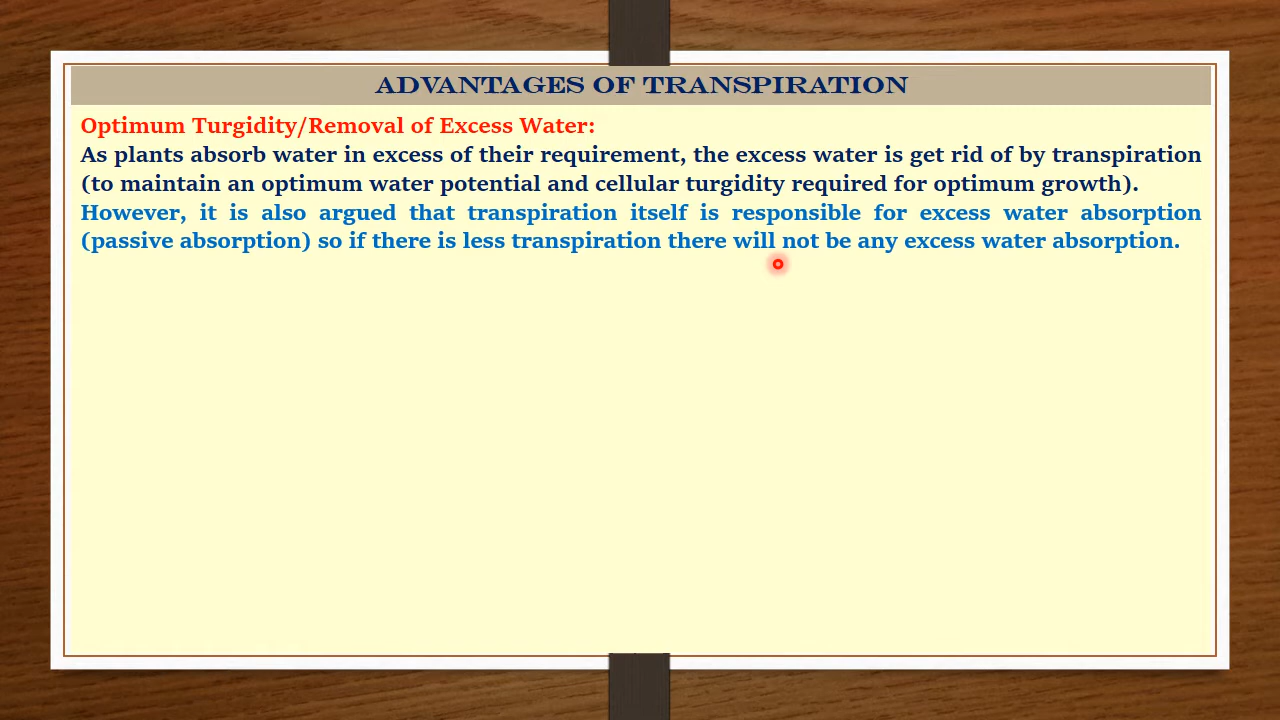 ADVANTAGES OF TRANSPIRATION
Optimum Turgidity/Removal of Excess Water:
As plants absorb water in excess of their requirement, the excess water is get rid of by transpiration
(to maintain an optimum water potential and cellular turgidity required for optimum growth).
However, it is also argued that transpiration itself is responsible for excess water absorption
(passive absorption) so if there is less transpiration there will not be any excess water absorption.